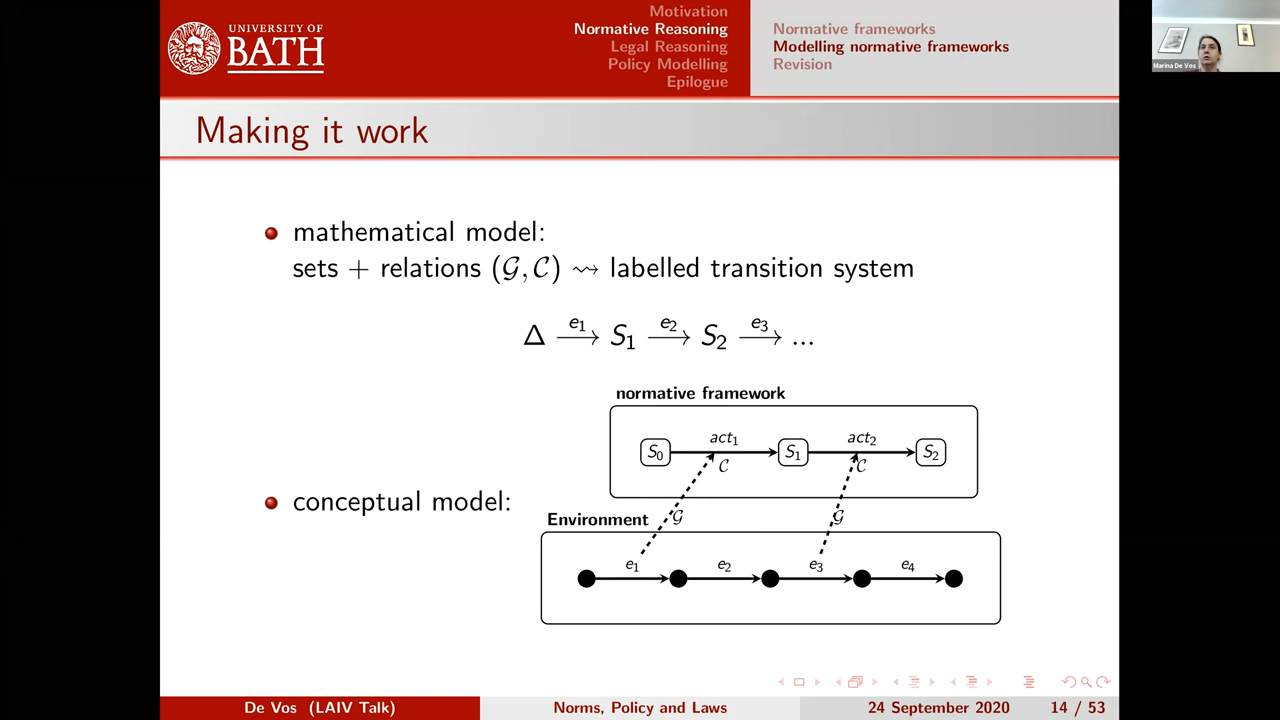 UNIVERSITY OF
BATH
Motivation
Normative Reasoning
Legal Reasoning
Policy Modelling
Epilogue
Normative frameworks
Modelling normative frameworks
Revision
Marina De Vos
Making it work
mathematical model:
sets + relations (𝒢, 𝒞) ⇝ labelled transition system
Δ —e₁→ S₁ —e₂→ S₂ —e₃→ ...
normative framework
S₀ act₁ S₁ act₂ S₂
𝒞 𝒞
conceptual model:
Environment 𝒢 𝒢
e₁ e₂ e₃ e₄
De Vos (LAIV Talk) Norms, Policy and Laws 24 September 2020 14 / 53